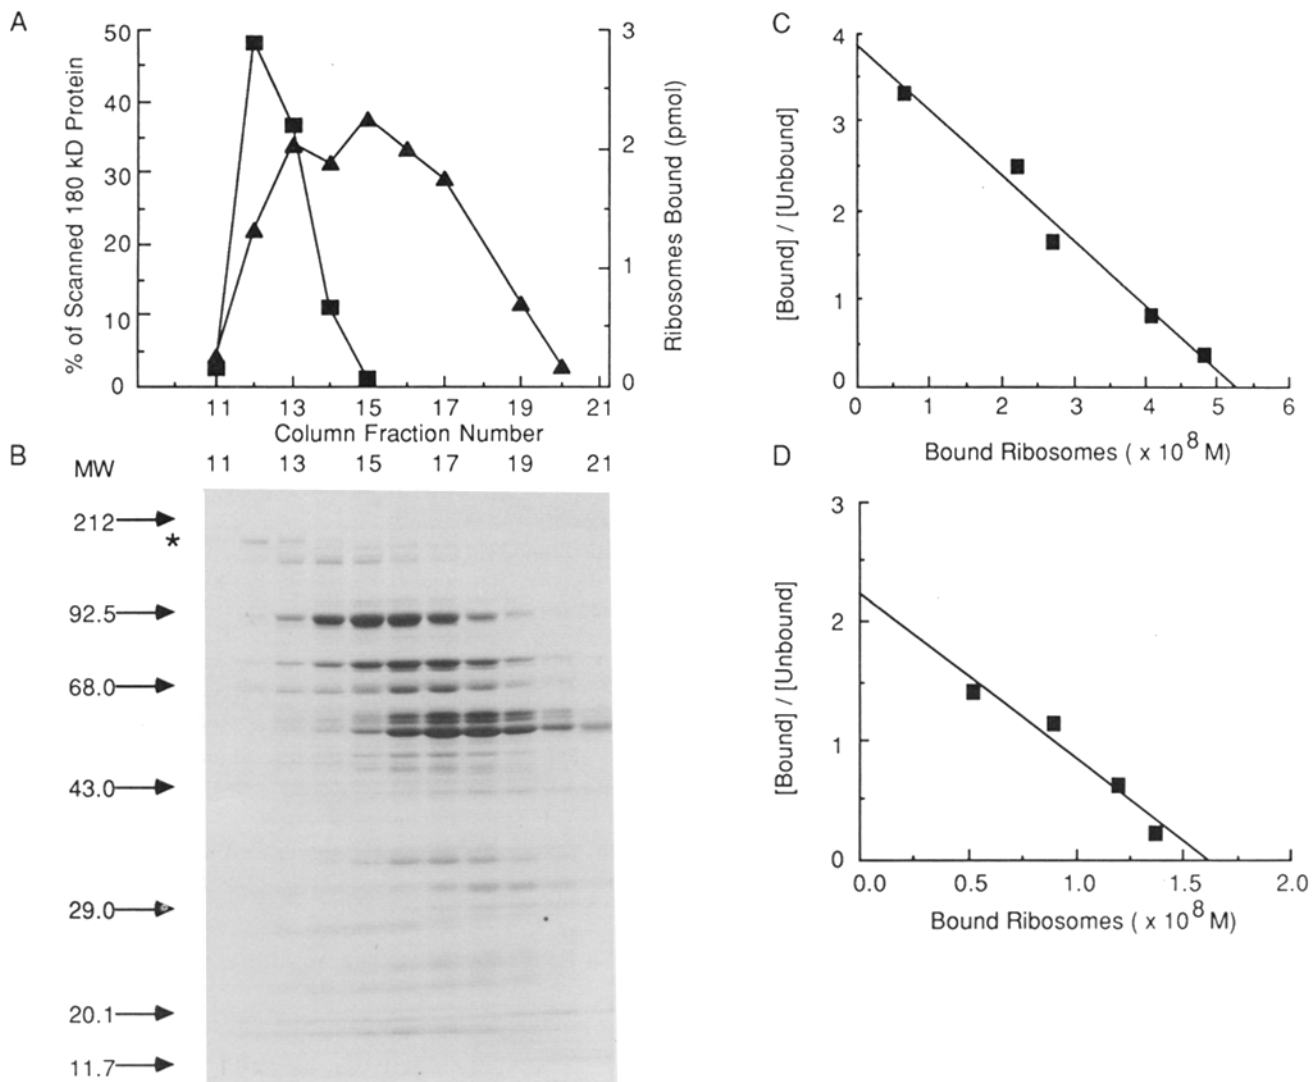 A
% of Scanned 180 kD Protein
50
40
30
20
10
0
3
2
1
0
Ribosomes Bound (pmol)
11 13 15 17 19 21
Column Fraction Number
B
MW
11 13 15 17 19 21
212
*
92.5
68.0
43.0
29.0
20.1
11.7
C
[Bound] / [Unbound]
4
3
2
1
0
0 1 2 3 4 5 6
Bound Ribosomes ( x 10^8 M)
D
[Bound] / [Unbound]
3
2
1
0
0.0 0.5 1.0 1.5 2.0
Bound Ribosomes ( x 10^8 M)